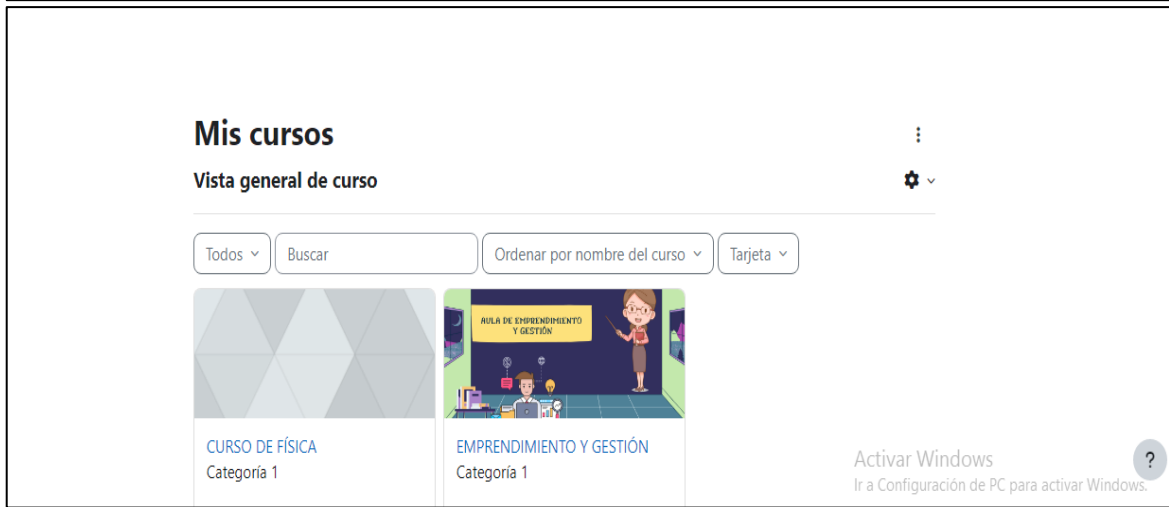 Mis cursos
Vista general de curso
Todos
Buscar
Ordenar por nombre del curso
Tarjeta
AULA DE EMPRENDIMIENTO
Y GESTIÓN
CURSO DE FÍSICA
Categoría 1
EMPRENDIMIENTO Y GESTIÓN
Categoría 1
Activar Windows
Ir a Configuración de PC para activar Windows.
?